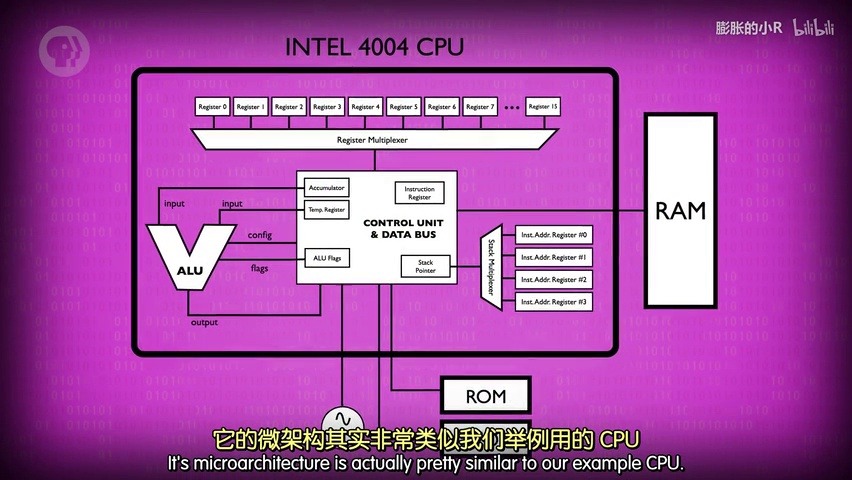 膨胀的小R bilibili
INTEL 4004 CPU
Register 0 Register 1 Register 2 Register 3 Register 4 Register 5 Register 6 Register 7 ••• Register 15
Register Multiplexer
Accumulator
Instruction
Register
input
input
Temp. Register
CONTROL UNIT
& DATA BUS
config
ALU
flags
ALU Flags
Stack
Pointer
Stack Multiplexer
Inst. Addr. Register #0
Inst. Addr. Register #1
Inst. Addr. Register #2
Inst. Addr. Register #3
output
RAM
ROM
它的微架构其实非常类似我们举例用的 CPU
It's microarchitecture is actually pretty similar to our example CPU.